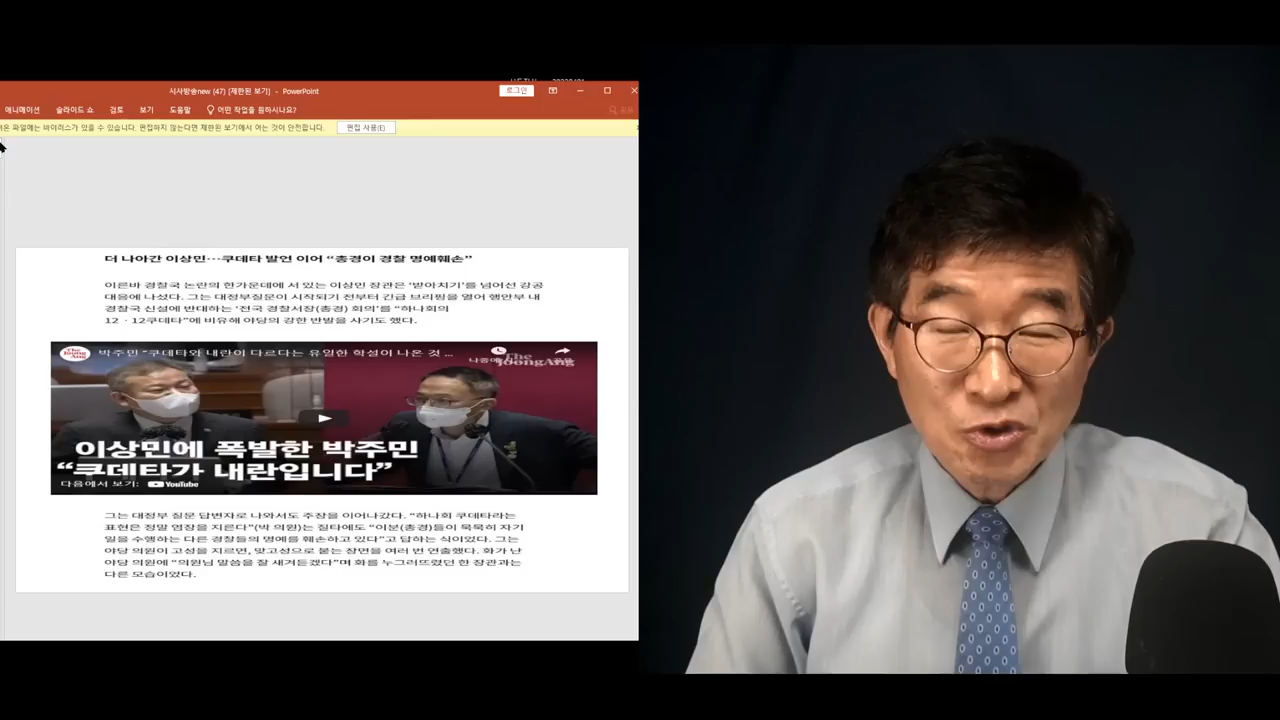 시사방송new (47) [제한된 보기] - PowerPoint
로그인
애니메이션 슬라이드 쇼 검토 보기 도움말 어떤 작업을 원하시나요? 공유
파일에는 바이러스가 있을 수 있습니다. 편집하지 않는다면 제한된 보기에서 여는 것이 안전합니다. 편집 사용(E)
더 나아간 이상민…쿠데타 발언 이어 “총경이 경찰 명예훼손”
이른바 경찰국 논란의 한가운데에 서 있는 이상민 장관은 ‘받아치기’를 넘어선 강공
대응에 나섰다. 그는 대정부질문이 시작되기 전부터 긴급 브리핑을 열어 행안부 내
경찰국 신설에 반대하는 ‘전국 경찰서장(총경) 회의’를 “하나회의
12ㆍ12쿠데타”에 비유해 야당의 강한 반발을 사기도 했다.
The JoongAng
박주민 “쿠데타와 내란이 다르다는 유일한 학설이 나온 것 ...
The JoongAng
이상민에 폭발한 박주민
“쿠데타가 내란입니다”
다음에서 보기: YouTube
그는 대정부 질문 답변자로 나와서도 주장을 이어나갔다. “하나회 쿠데타라는
표현은 정말 염장을 지른다”(박 의원)는 질타에도 “이분(총경)들이 묵묵히 자기
일을 수행하는 다른 경찰들의 명예를 훼손하고 있다”고 답하는 식이었다. 그는
야당 의원이 고성을 지르면, 맞고성으로 붙는 장면을 여러 번 연출했다. 화가 난
야당 의원에 “의원님 말씀을 잘 새겨듣겠다”며 화를 누그러뜨렸던 한 장관과는
다른 모습이었다.